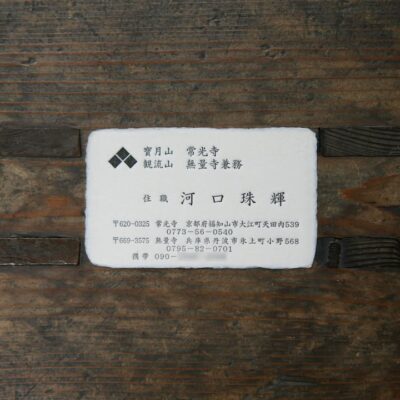 寳月山 常光寺
観流山 無量寺兼務
住職 河口珠輝
〒620-0325 常光寺 京都府福知山市大江町天田内539
0773-56-0540
〒669-3575 無量寺 兵庫県丹波市氷上町小野568
0795-82-0701
携帯 090-